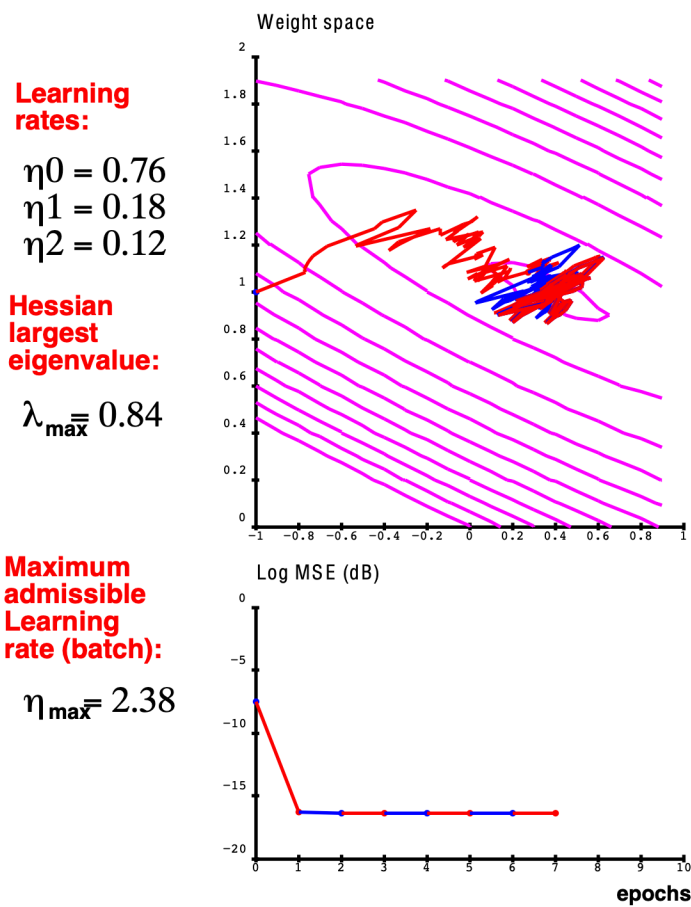 Weight space
Learning
rates:
η0 = 0.76
η1 = 0.18
η2 = 0.12
Hessian
largest
eigenvalue:
λmax = 0.84
2
1.8
1.6
1.4
1.2
1
0.8
0.6
0.4
0.2
0
-1 -0.8 -0.6 -0.4 -0.2 0 0.2 0.4 0.6 0.8 1
Maximum
admissible
Learning
rate (batch):
ηmax= 2.38
Log MSE (dB)
0
-5
-10
-15
-20
0 1 2 3 4 5 6 7 8 9 10
epochs